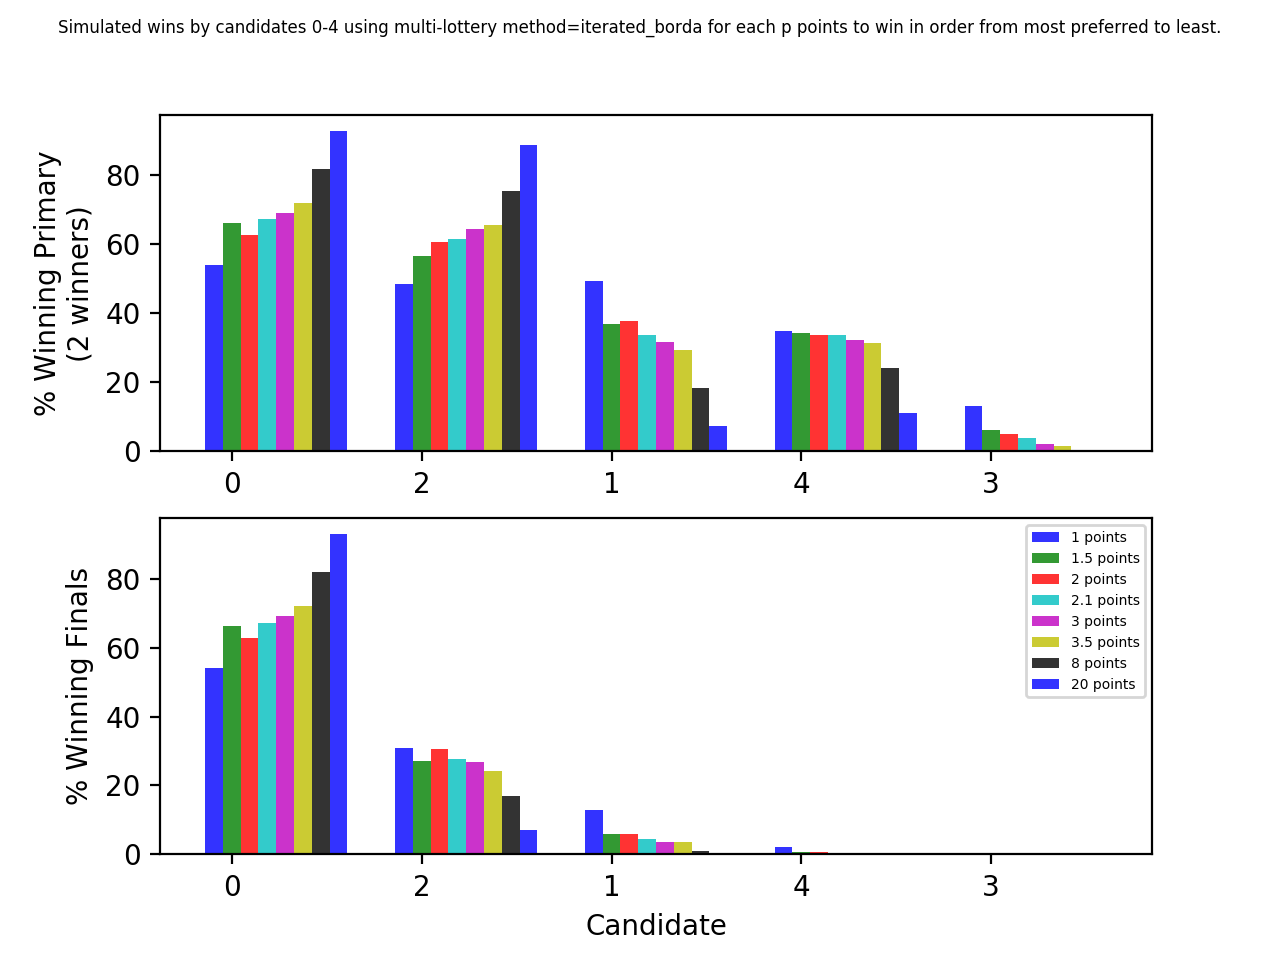 Simulated wins by candidates 0-4 using multi-lottery method=iterated_borda for each p points to win in order from most preferred to least.
% Winning Primary
(2 winners)
80
60
40
20
0
0 2 1 4 3
% Winning Finals
80
60
40
20
0
0 2 1 4 3
Candidate
1 points
1.5 points
2 points
2.1 points
3 points
3.5 points
8 points
20 points